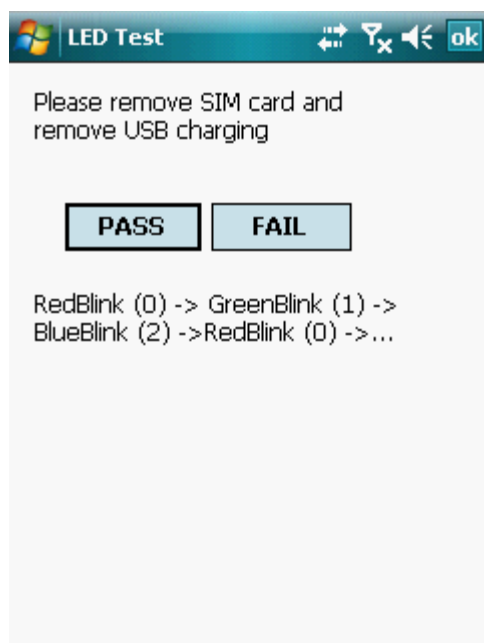 LED Test
ok
Please remove SIM card and
remove USB charging
PASS FAIL
RedBlink (0) -> GreenBlink (1) ->
BlueBlink (2) ->RedBlink (0) ->...